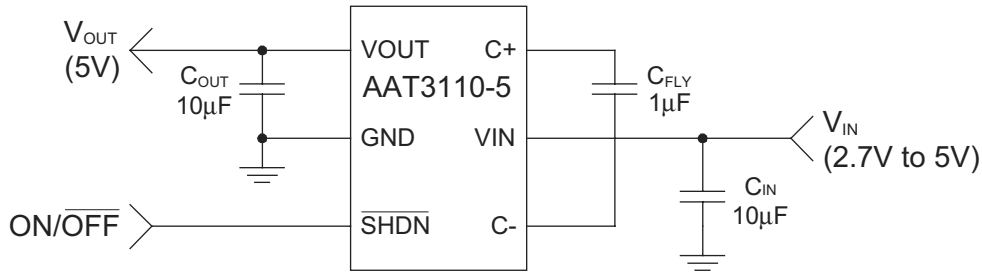 VOUT
(5V)
COUT
10µF
VOUT
C+
AAT3110-5
GND
VIN
SHDN
C-
CFLY
1µF
VIN
(2.7V to 5V)
CIN
10µF
ON/OFF